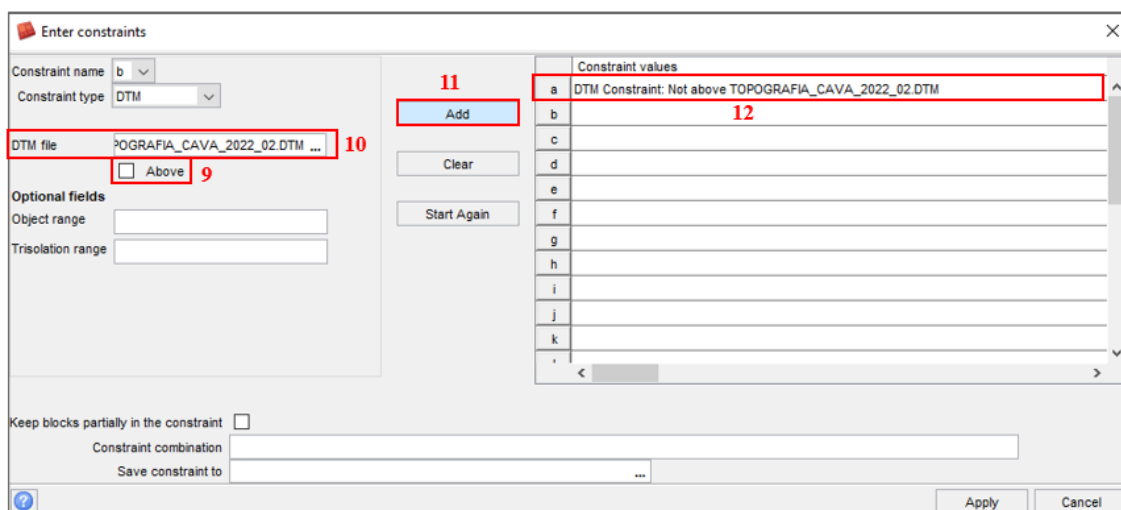 Enter constraints
Constraint name b
Constraint type DTM
DTM file POGRAFIA_CAVA_2022_02.DTM ... 10
Above 9
Optional fields
Object range
Trisolation range
11
Add
Clear
Start Again
Constraint values
a DTM Constraint: Not above TOPOGRAFIA_CAVA_2022_02.DTM
b 12
c
d
e
f
g
h
i
j
k
Keep blocks partially in the constraint
Constraint combination
Save constraint to ...
? Apply Cancel